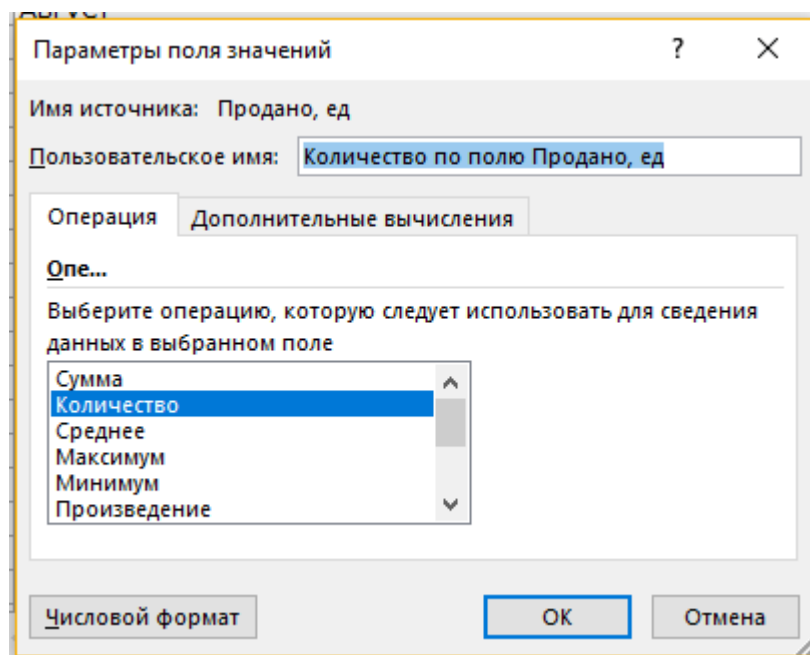 Август
Параметры поля значений ?
Имя источника: Продано, ед
Пользовательское имя: Количество по полю Продано, ед
Операция Дополнительные вычисления
Опе...
Выберите операцию, которую следует использовать для сведения
данных в выбранном поле
Сумма
Количество
Среднее
Максимум
Минимум
Произведение
Числовой формат ОК Отмена